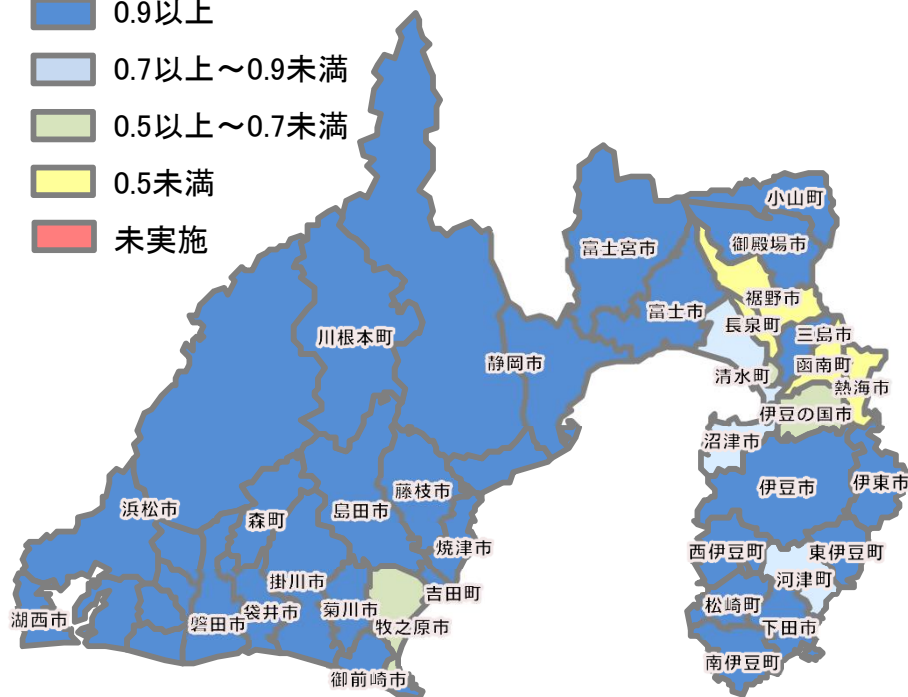 0.9以上
0.7以上～0.9未満
0.5以上～0.7未満
0.5未満
未実施
小山町
御殿場市
富士宮市
裾野市
富士市
長泉町
三島市
川根本町
静岡市
函南町
清水町
熱海市
伊豆の国市
沼津市
伊豆市
伊東市
藤枝市
浜松市
島田市
森町
焼津市
西伊豆町
東伊豆町
掛川市
河津町
吉田町
湖西市
磐田市
袋井市
菊川市
松崎町
牧之原市
下田市
南伊豆町
御前崎市